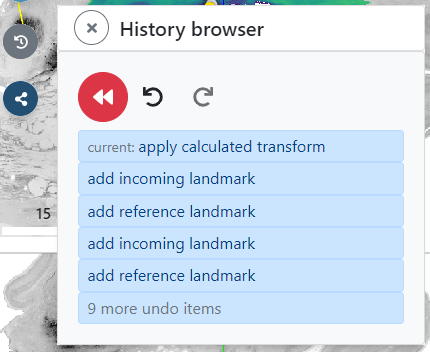 History browser
current: apply calculated transform
add incoming landmark
add reference landmark
15
add incoming landmark
add reference landmark
9 more undo items